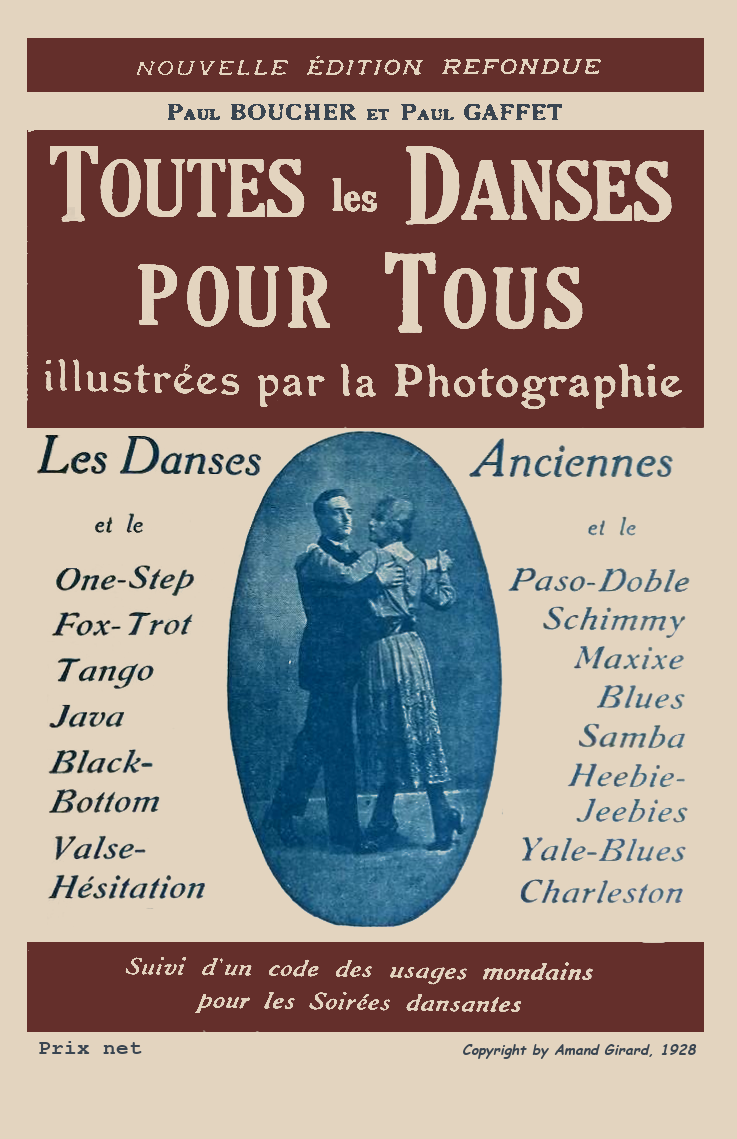 NOUVELLE ÉDITION REFONDUE
PAUL BOUCHER ET PAUL GAFFET
TOUTES les DANSES
POUR TOUS
illustrées par la Photographie
Les Danses
et le
One-Step
Fox-Trot
Tango
Java
Black-
Bottom
Valse-
Hésitation
Anciennes
et le
Paso-Doble
Schimmy
Maxixe
Blues
Samba
Heebie-
Jeebies
Yale-Blues
Charleston
Suivi d'un code des usages mondains
pour les Soirées dansantes
Prix net
Copyright by Amand Girard, 1928